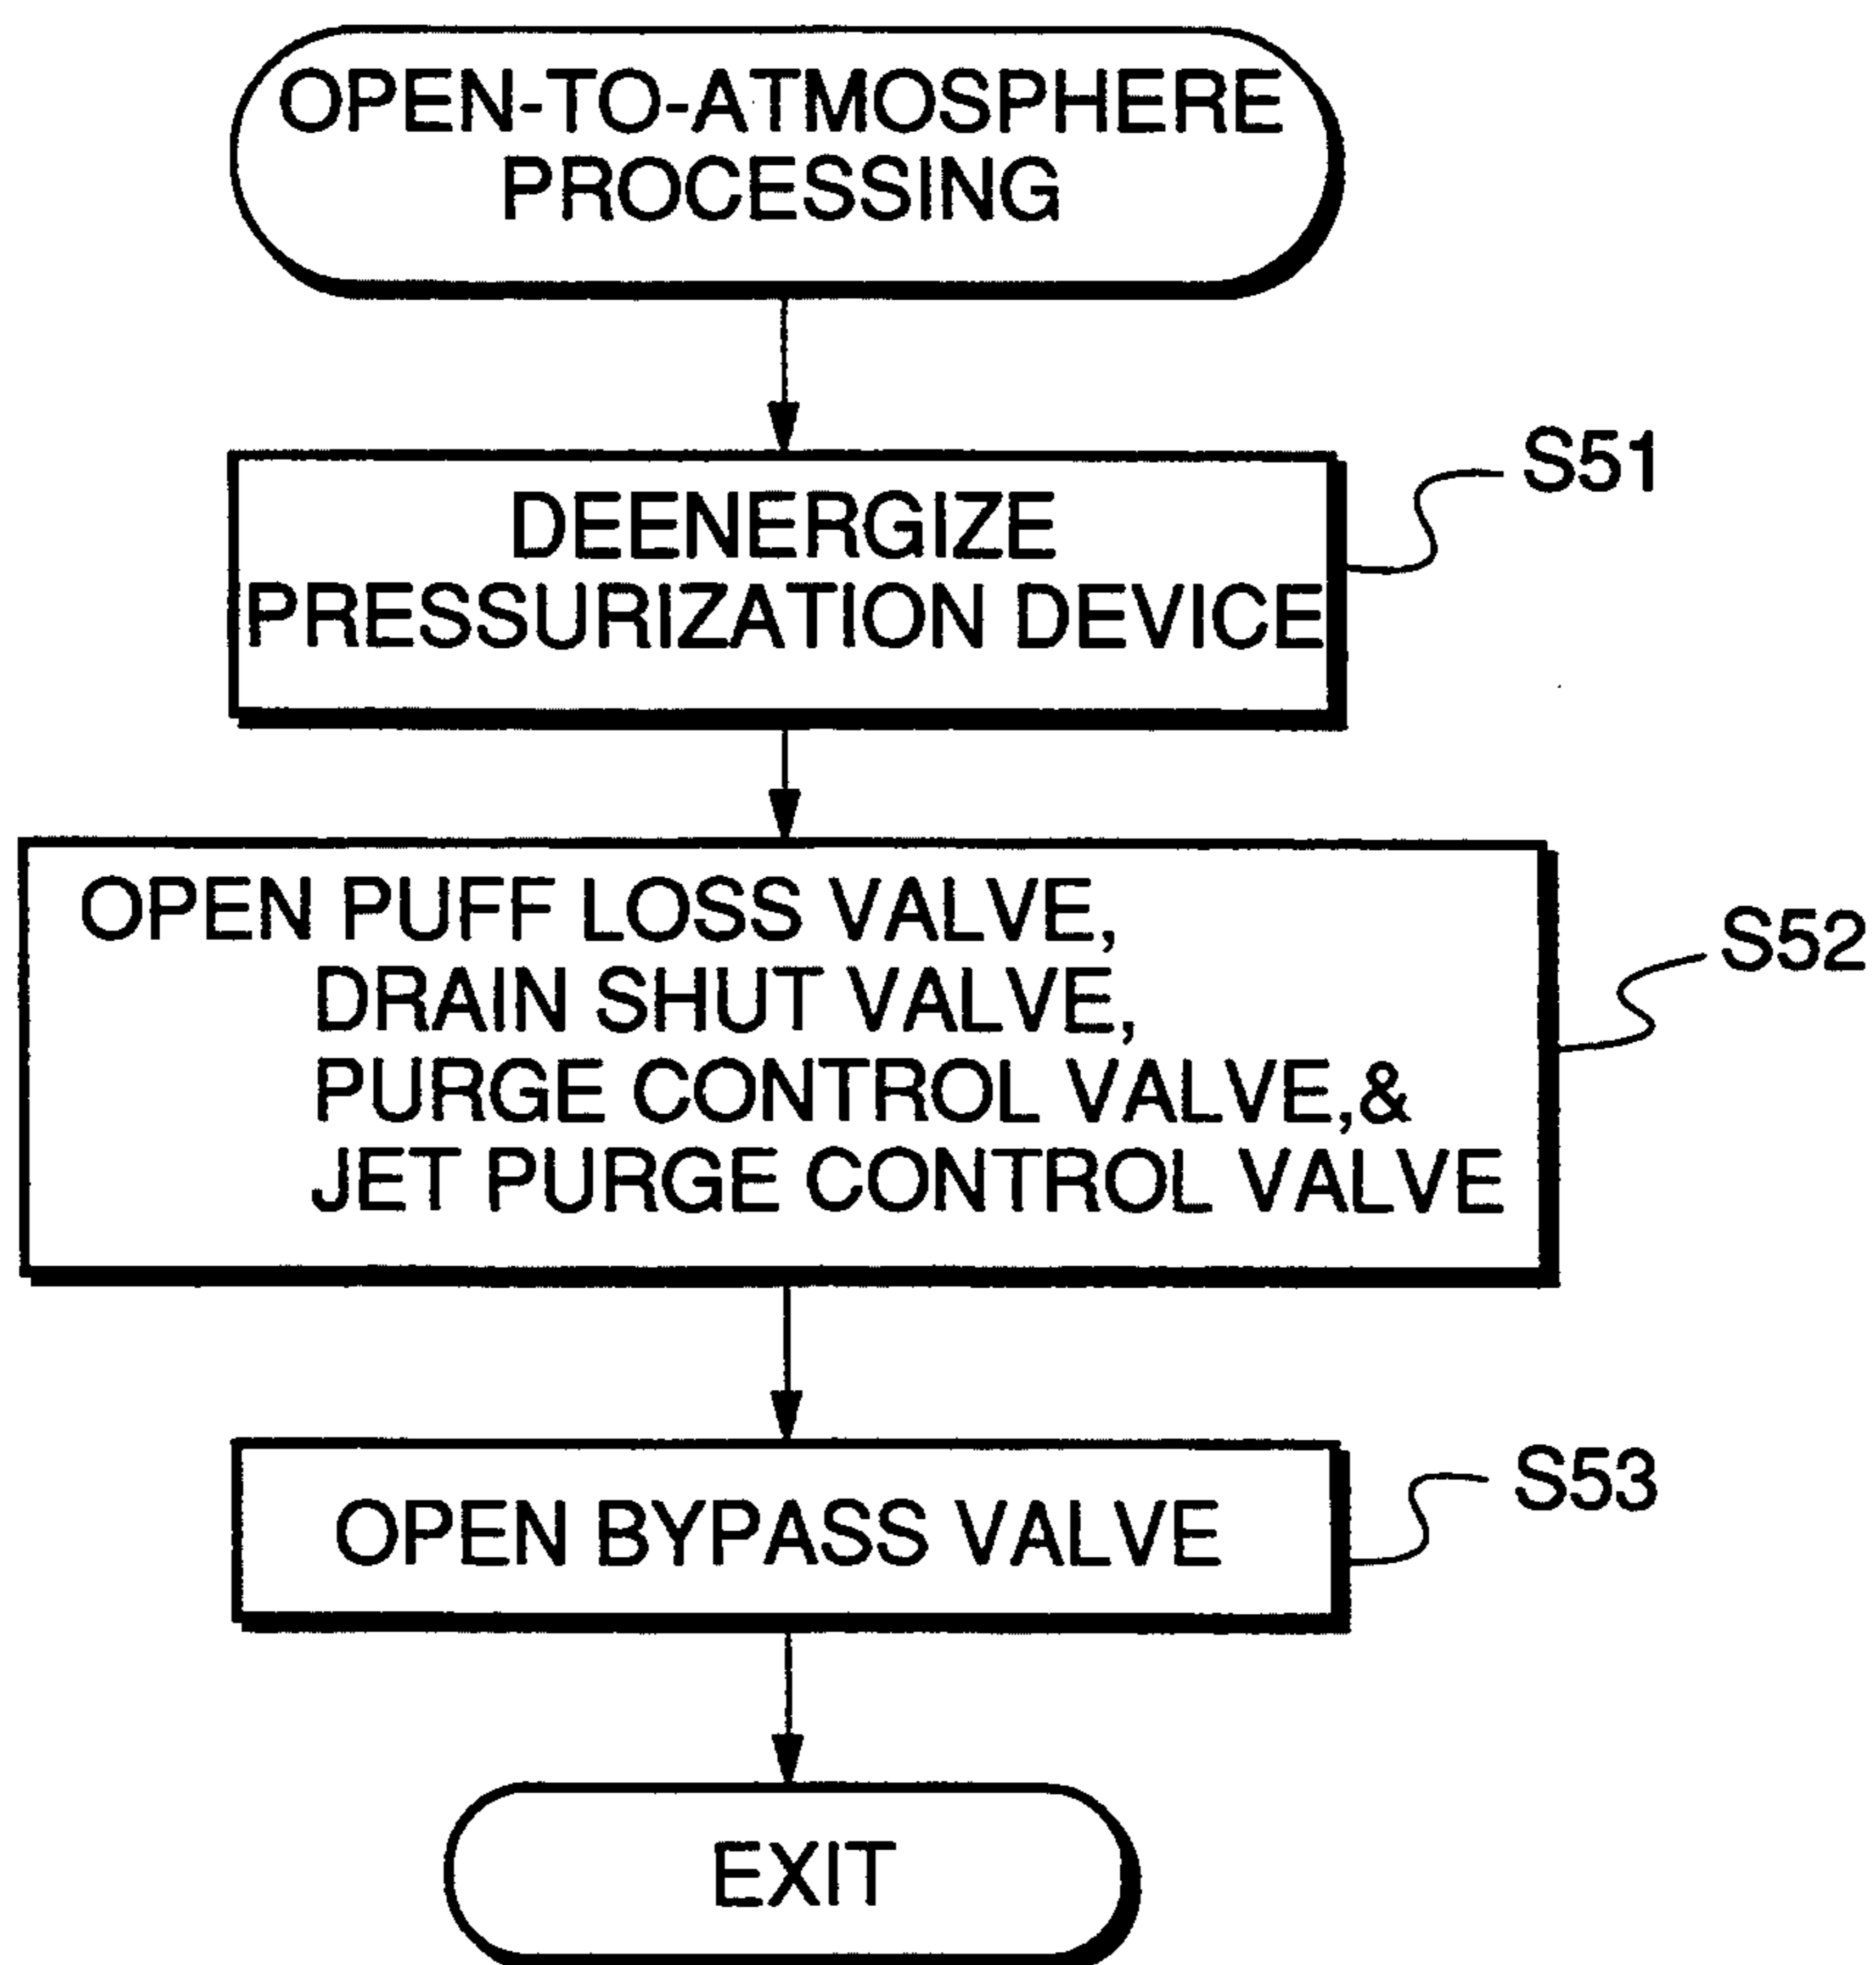 OPEN-TO-ATMOSPHERE
PROCESSING
DEENERGIZE
PRESSURIZATION DEVICE
S51
OPEN PUFF LOSS VALVE,
DRAIN SHUT VALVE,
PURGE CONTROL VALVE,&
JET PURGE CONTROL VALVE
S52
OPEN BYPASS VALVE
S53
EXIT